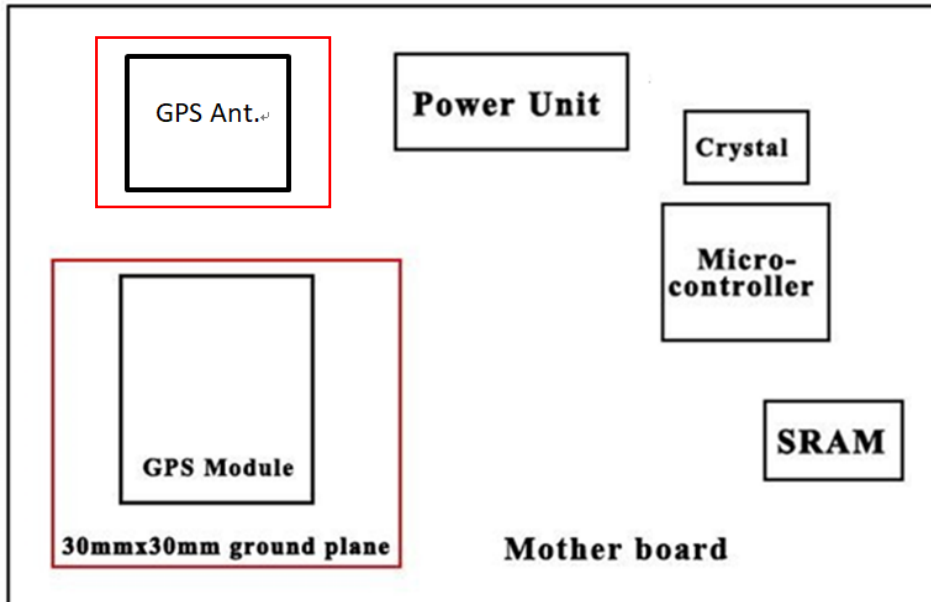 GPS Ant.↵
Power Unit
Crystal
Micro-
controller
SRAM
GPS Module
30mmx30mm ground plane
Mother board